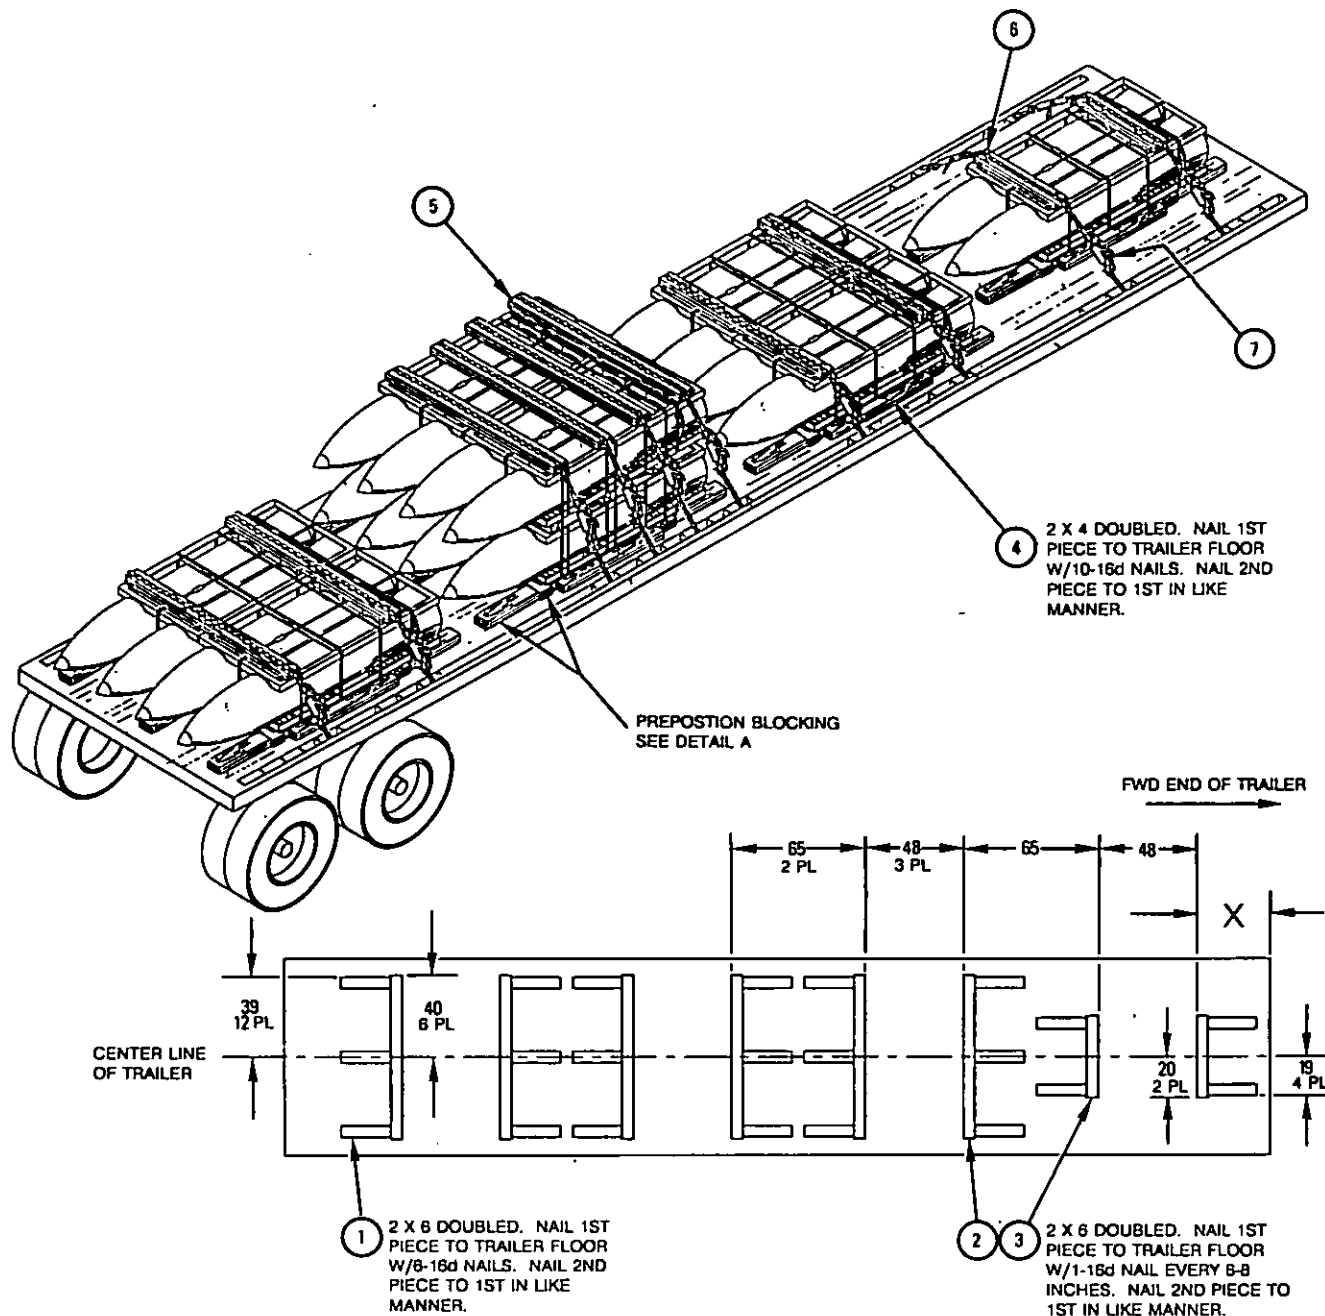 6
5
7
4
2 X 4 DOUBLED. NAIL 1ST
PIECE TO TRAILER FLOOR
W/10-16d NAILS. NAIL 2ND
PIECE TO 1ST IN LIKE
MANNER.
PREPOSTION BLOCKING
SEE DETAIL A
FWD END OF TRAILER
65
2 PL
48
3 PL
65
48
X
39
12 PL
40
6 PL
CENTER LINE
OF TRAILER
20
2 PL
19
4 PL
1
2 X 6 DOUBLED. NAIL 1ST
PIECE TO TRAILER FLOOR
W/6-16d NAILS. NAIL 2ND
PIECE TO 1ST IN LIKE
MANNER.
2
3
2 X 6 DOUBLED. NAIL 1ST
PIECE TO TRAILER FLOOR
W/1-16d NAIL EVERY 6-8
INCHES. NAIL 2ND PIECE TO
1ST IN LIKE MANNER.